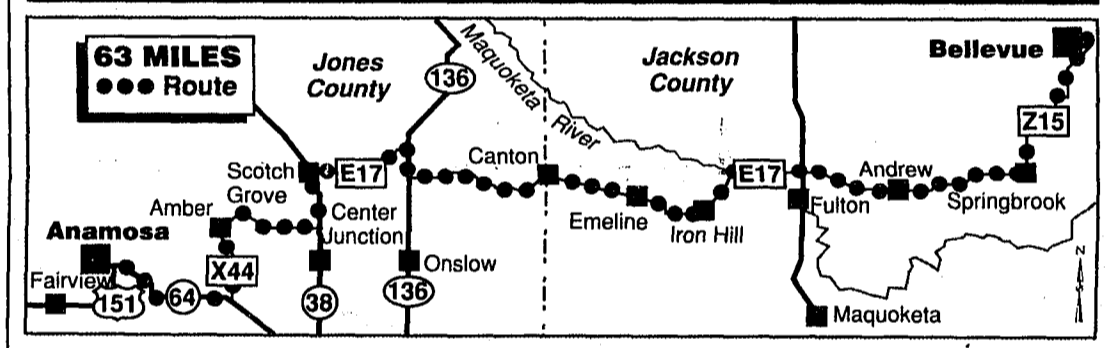 63 MILES
Route
Jones
County
136
Maquoketa
River
Jackson
County
Bellevue
Z15
Scotch
Grove
E17
Canton
E17
Andrew
Springbrook
Amber
Center
Junction
Emeline
Iron Hill
Fulton
Anamosa
X44
Onslow
Fairview
151
64
38
136
Maquoketa
N
S